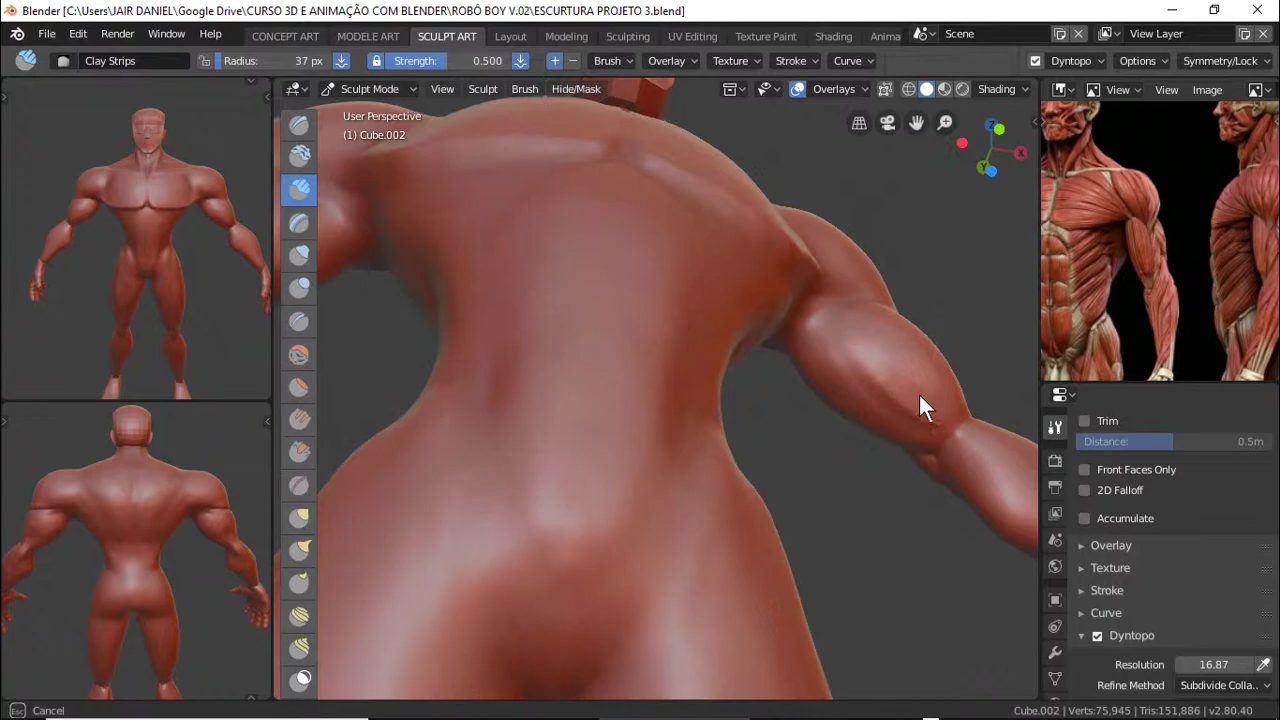 Blender [C:\Users\JAIR DANIEL\Google Drive\CURSO 3D E ANIMAÇÃO COM BLENDER\ROBÔ BOY V.02\ESCURTURA PROJETO 3.blend]
File Edit Render Window Help CONCEPT ART MODELE ART SCULPT ART Layout Modeling Sculpting UV Editing Texture Paint Shading Anima Scene View Layer
Clay Strips Radius: 37 px Strength: 0.500 Brush Overlay Texture Stroke Curve Dyntopo Options Symmetry/Lock
Sculpt Mode View Sculpt Brush Hide/Mask Overlays Shading View View Image
User Perspective
(1) Cube.002
Z
X
Y
Trim
Distance: 0.5m
Front Faces Only
2D Falloff
Accumulate
Overlay
Texture
Stroke
Curve
Dyntopo
Resolution 16.87
Refine Method Subdivide Colla..
Esc Cancel Cube.002 | Verts:75,945 | Tris:151,886 | v2.80.40